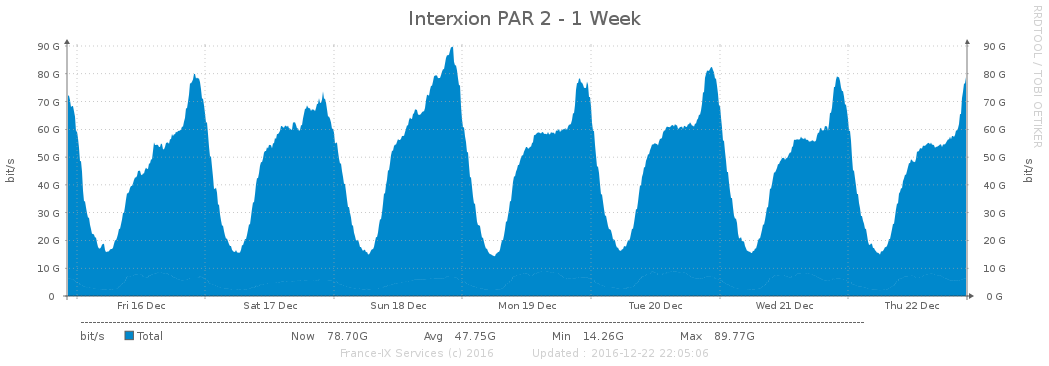 Interxion PAR 2 - 1 Week
RRDTOOL / TOBI OETIKER
90 G 90 G
80 G 80 G
70 G 70 G
60 G 60 G
50 G 50 G
40 G 40 G
30 G 30 G
20 G 20 G
10 G 10 G
0 0 G
bit/s bit/s
Fri 16 Dec Sat 17 Dec Sun 18 Dec Mon 19 Dec Tue 20 Dec Wed 21 Dec Thu 22 Dec
bit/s Total Now 78.70G Avg 47.75G Min 14.26G Max 89.77G
France-IX Services (c) 2016 Updated : 2016-12-22 22:05:06